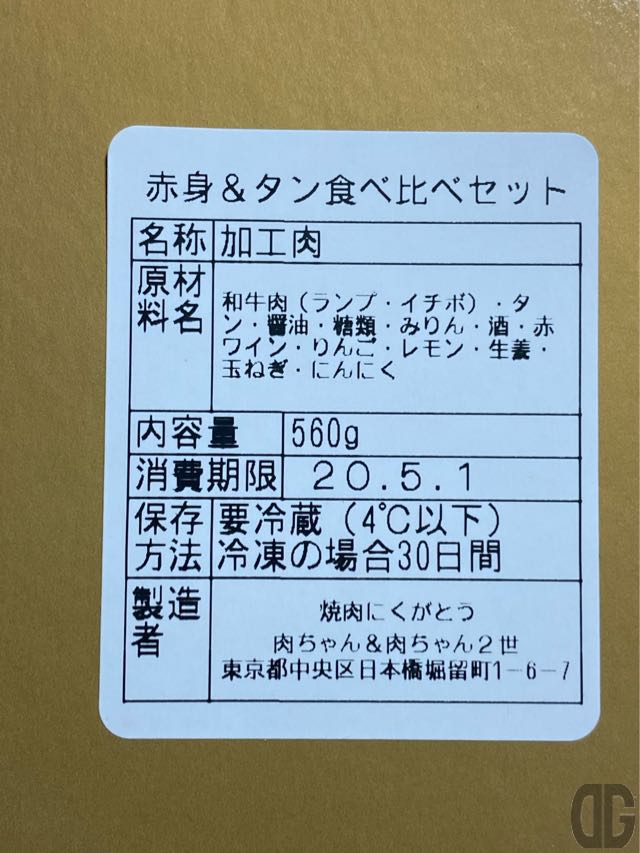 赤身＆タン食べ比べセット
名称 加工肉
原材料名 和牛肉（ランプ・イチボ）・タ
ン・醤油・糖類・みりん・酒・赤
ワイン・りんご・レモン・生姜・
玉ねぎ・にんにく
内容量 560g
消費期限 20.5.1
保存方法 要冷蔵（4℃以下）
冷凍の場合30日間
製造者 焼肉にくがとう
肉ちゃん＆肉ちゃん２世
東京都中央区日本橋堀留町1-6-7
DG